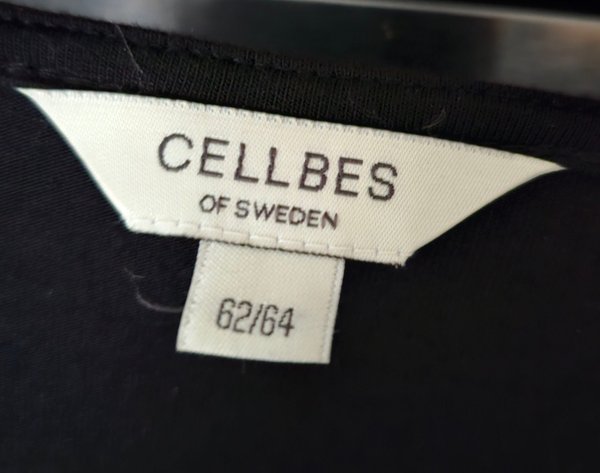 CELLBES
OF SWEDEN
62/64